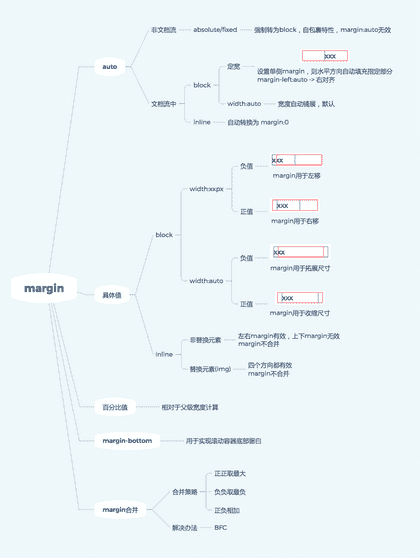 margin
auto
非文档流
absolute/fixed
强制转为block，自包裹特性，margin:auto无效
文档流中
block
定宽
xxx
设置单侧margin，则水平方向自动填充指定部分
margin-left:auto -> 右对齐
width:auto
宽度自动铺展，默认
inline
自动转换为 margin:0
具体值
block
width:xxpx
负值
xxx
margin用于左移
正值
xxx
margin用于右移
width:auto
负值
xxx
margin用于拓展尺寸
正值
xxx
margin用于收缩尺寸
inline
非替换元素
左右margin有效，上下margin无效
margin不合并
替换元素(img)
四个方向都有效
margin不合并
百分比值
相对于父级宽度计算
margin-bottom
用于实现滚动容器底部留白
margin合并
合并策略
正正取最大
负负取最负
正负相加
解决办法
BFC